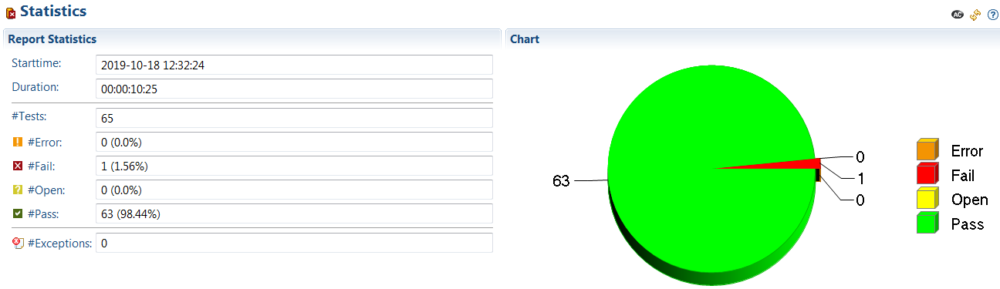 Statistics
AC
Report Statistics
Starttime: 2019-10-18 12:32:24
Duration: 00:00:10:25
#Tests: 65
#Error: 0 (0.0%)
#Fail: 1 (1.56%)
#Open: 0 (0.0%)
#Pass: 63 (98.44%)
#Exceptions: 0
Chart
63
0
1
0
Error
Fail
Open
Pass